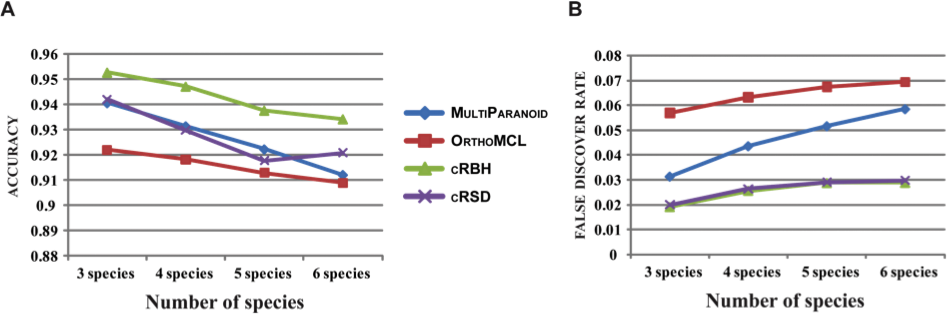 A
0.96
0.95
0.94
0.93
0.92
0.91
0.9
0.89
0.88
ACCURACY
3 species 4 species 5 species 6 species
Number of species
MULTIPARANOID
ORTHOMCL
cRBH
cRSD
B
0.08
0.07
0.06
0.05
0.04
0.03
0.02
0.01
0
FALSE DISCOVER RATE
3 species 4 species 5 species 6 species
Number of species